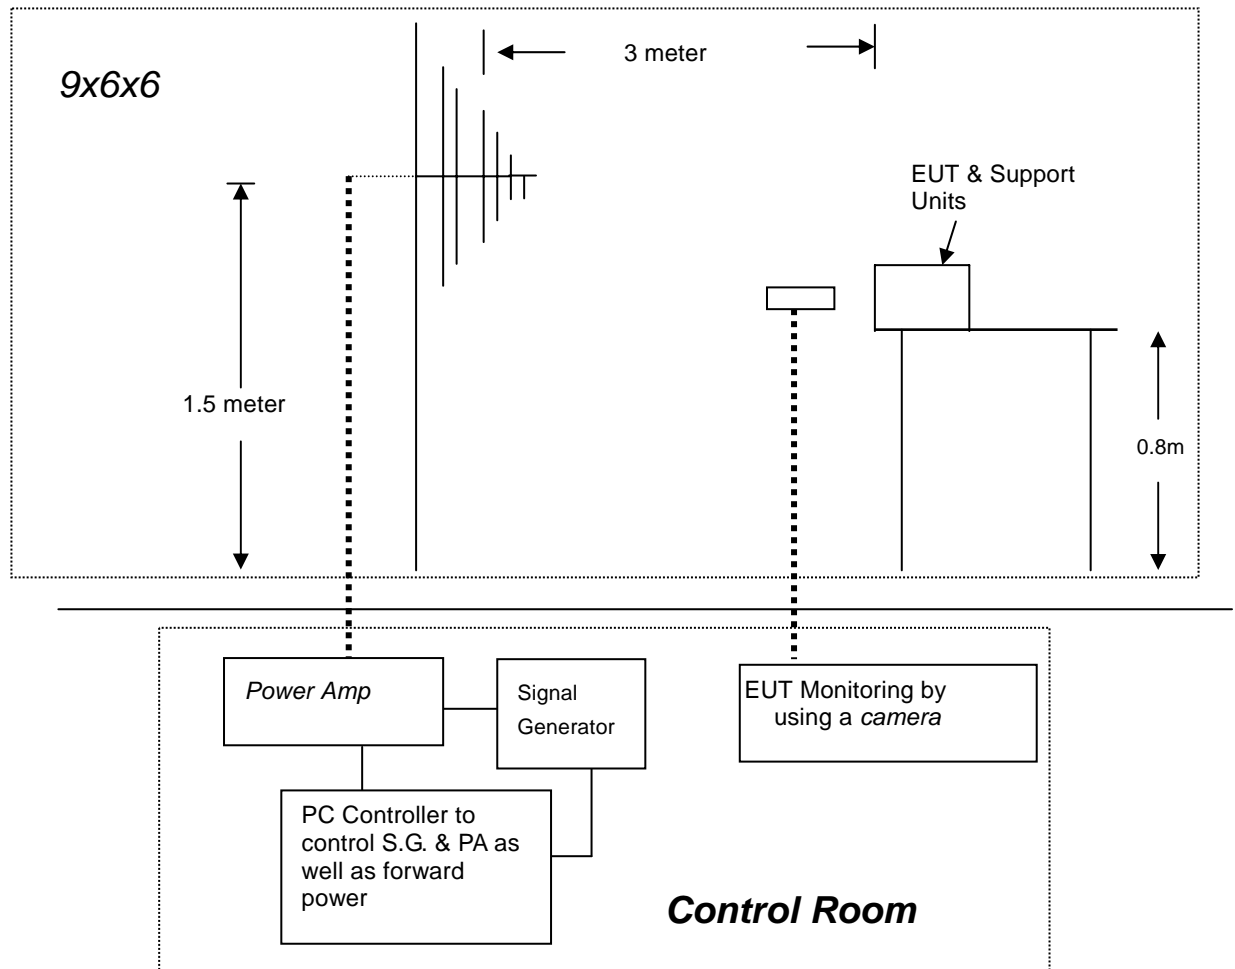 3 meter
9x6x6
EUT & Support
Units
1.5 meter
0.8m
Power Amp
Signal
Generator
EUT Monitoring by
using a camera
PC Controller to
control S.G. & PA as
well as forward
power
Control Room